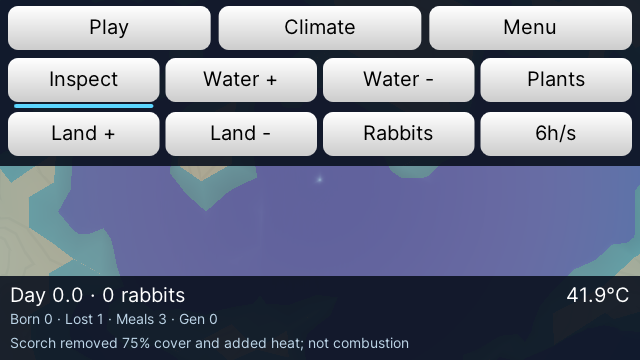 Play Climate Menu
Inspect Water + Water - Plants
Land + Land - Rabbits 6h/s
Day 0.0 · 0 rabbits 41.9°C
Born 0 · Lost 1 · Meals 3 · Gen 0
Scorch removed 75% cover and added heat; not combustion